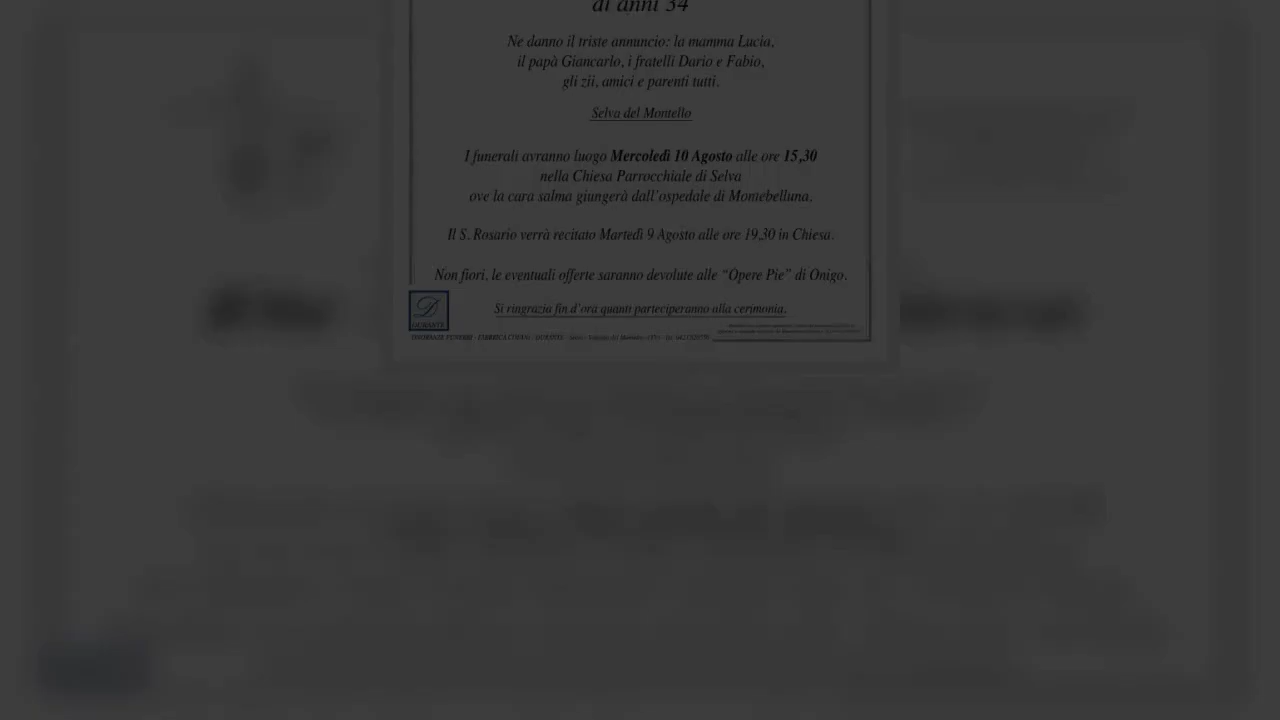 di anni 34
Ne danno il triste annuncio: la mamma Lucia,
il papà Giancarlo, i fratelli Dario e Fabio,
gli zii, amici e parenti tutti.
Selva del Montello
I funerali avranno luogo Mercoledì 10 Agosto alle ore 15,30
nella Chiesa Parrocchiale di Selva
ove la cara salma giungerà dall'ospedale di Montebelluna.
Il S. Rosario verrà recitato Martedì 9 Agosto alle ore 19,30 in Chiesa.
Non fiori, le eventuali offerte saranno devolute alle “Opere Pie” di Onigo.
Si ringrazia fin d'ora quanti parteciperanno alla cerimonia.
D
DURANTE